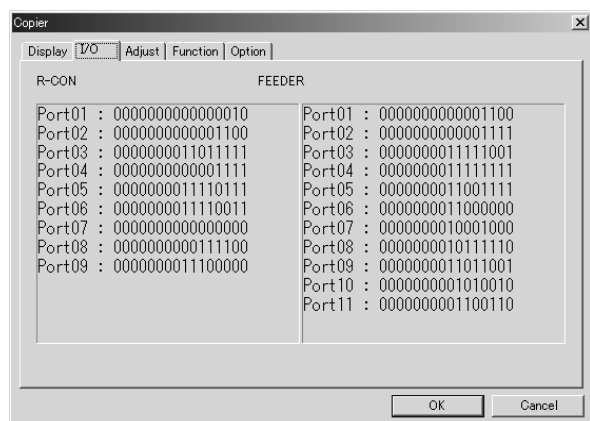 Copier
Display I/O Adjust Function Option
R-CON
FEEDER
Port01 : 0000000000000010
Port02 : 0000000000001100
Port03 : 0000000011011111
Port04 : 0000000000001111
Port05 : 0000000011110111
Port06 : 0000000011110011
Port07 : 0000000000000000
Port08 : 0000000000111100
Port09 : 0000000011100000
Port01 : 0000000000001100
Port02 : 0000000000001111
Port03 : 0000000011111001
Port04 : 0000000011111111
Port05 : 0000000011001111
Port06 : 0000000011000000
Port07 : 0000000010001000
Port08 : 0000000010111110
Port09 : 0000000011011001
Port10 : 0000000001010010
Port11 : 0000000001100110
OK Cancel